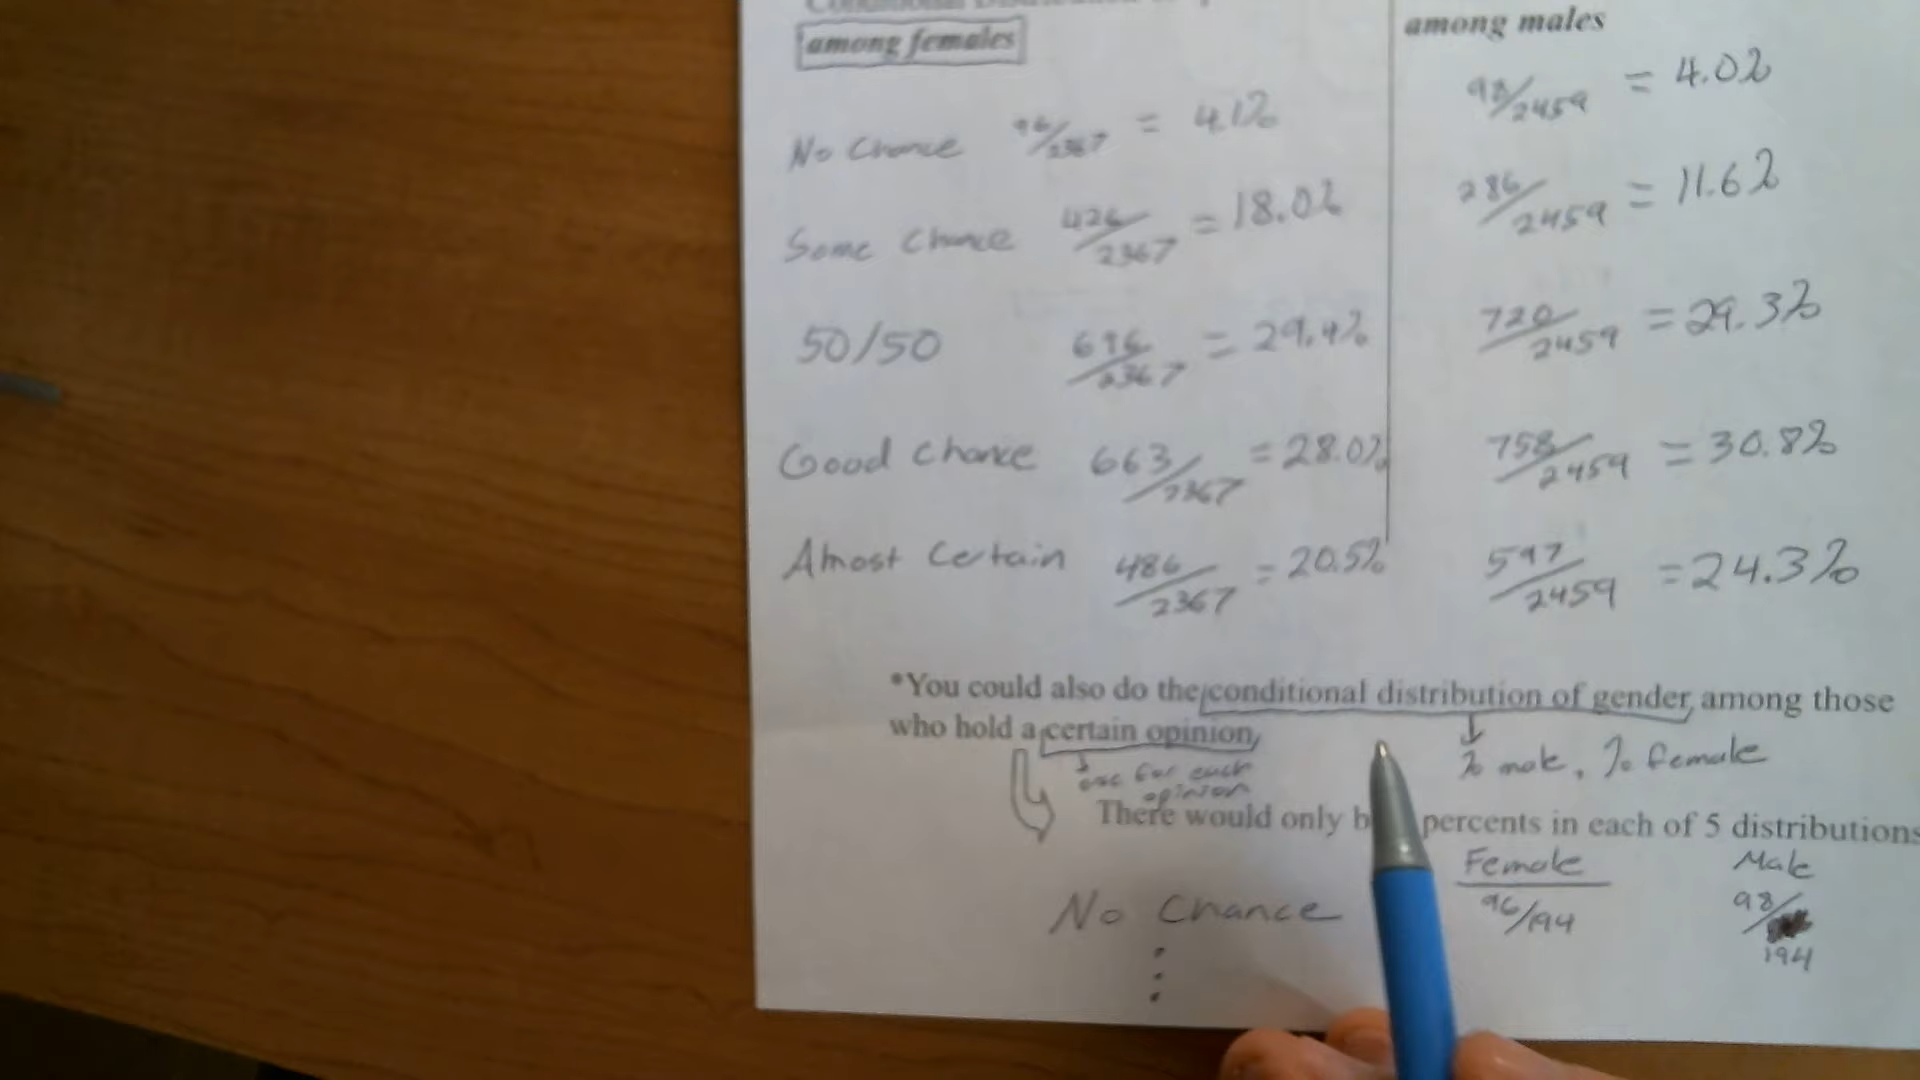 among females
No Chance 96/2367 = 4.1%
Some Chance 426/2367 = 18.0%
50/50 696/2367 = 29.4%
Good Chance 663/2367 = 28.0%
Almost Certain 486/2367 = 20.5%
among males
98/2459 = 4.0%
286/2459 = 11.6%
720/2459 = 29.3%
758/2459 = 30.8%
597/2459 = 24.3%
*You could also do the conditional distribution of gender, among those
who hold a certain opinion,
one for each
opinion
% male, % female
There would only percents in each of 5 distributions
Female Male
No Chance 96/194 98/194